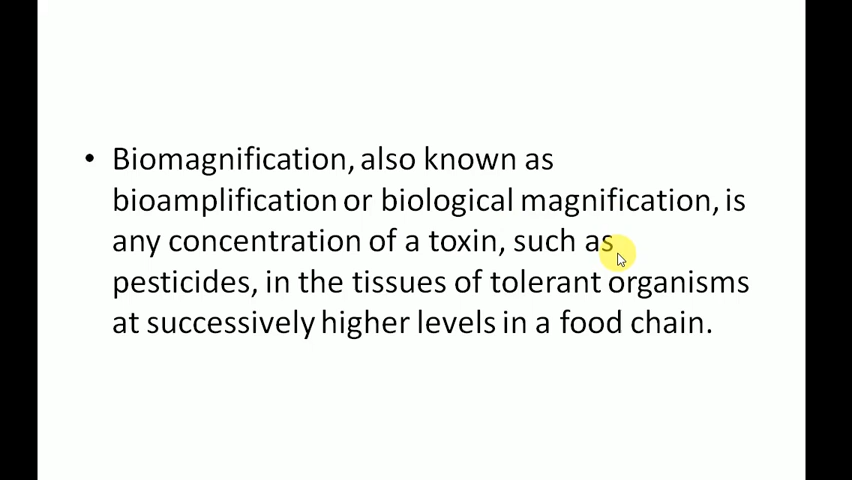 • Biomagnification, also known as
bioamplification or biological magnification, is
any concentration of a toxin, such as
pesticides, in the tissues of tolerant organisms
at successively higher levels in a food chain.